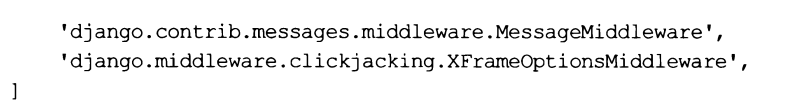 'django.contrib.messages.middleware.MessageMiddleware',
'django.middleware.clickjacking.XFrameOptionsMiddleware',
]